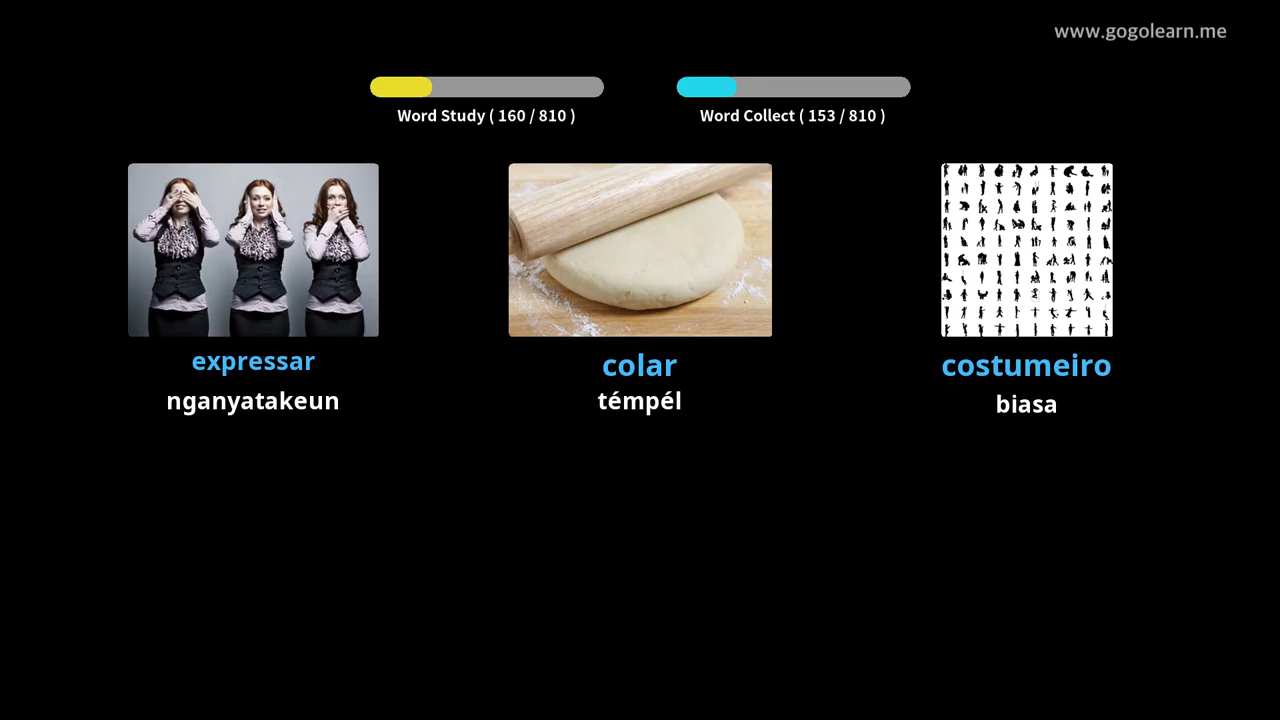 www.gogolearn.me
Word Study ( 160 / 810 )
Word Collect ( 153 / 810 )
expressar
nganyatakeun
colar
témpél
costumeiro
biasa